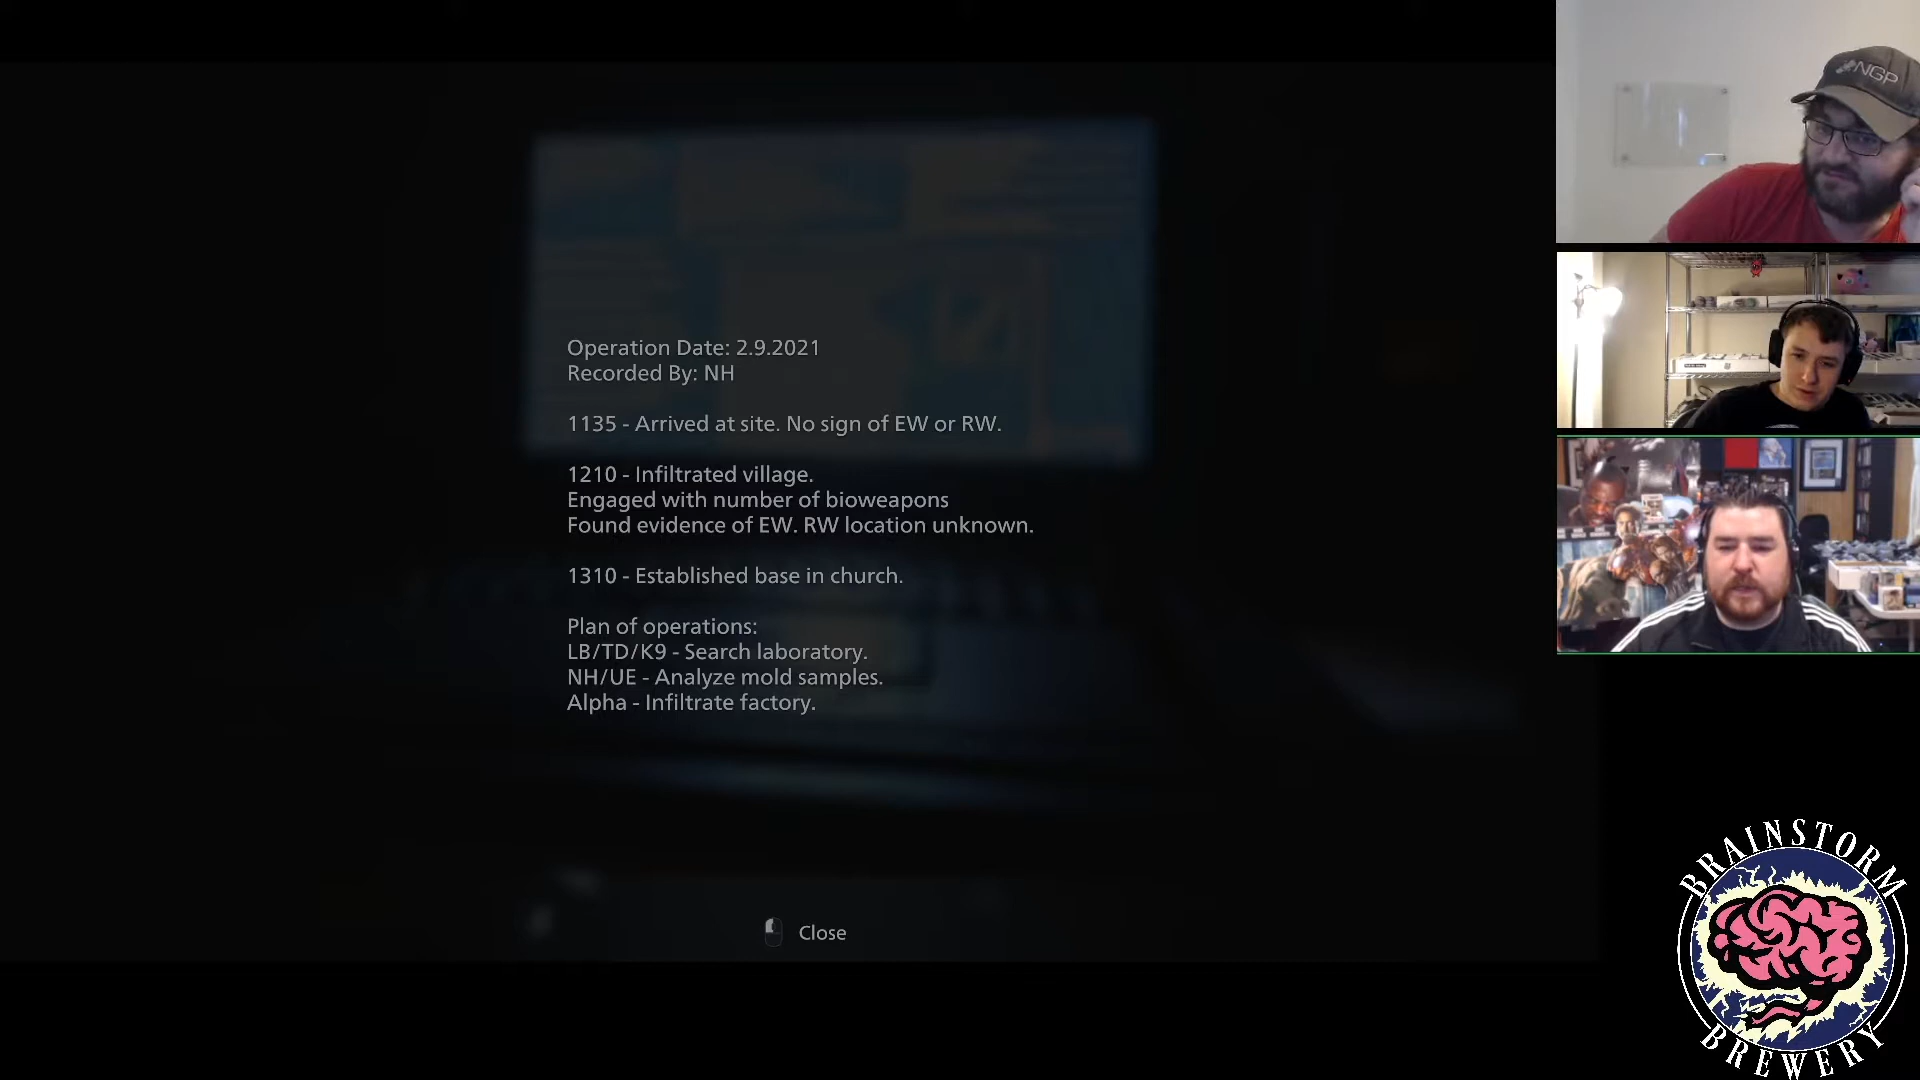 Operation Date: 2.9.2021
Recorded By: NH
1135 - Arrived at site. No sign of EW or RW.
1210 - Infiltrated village.
Engaged with number of bioweapons
Found evidence of EW. RW location unknown.
1310 - Established base in church.
Plan of operations:
LB/TD/K9 - Search laboratory.
NH/UE - Analyze mold samples.
Alpha - Infiltrate factory.
Close
NGP
BRAINSTORM
BREWERY